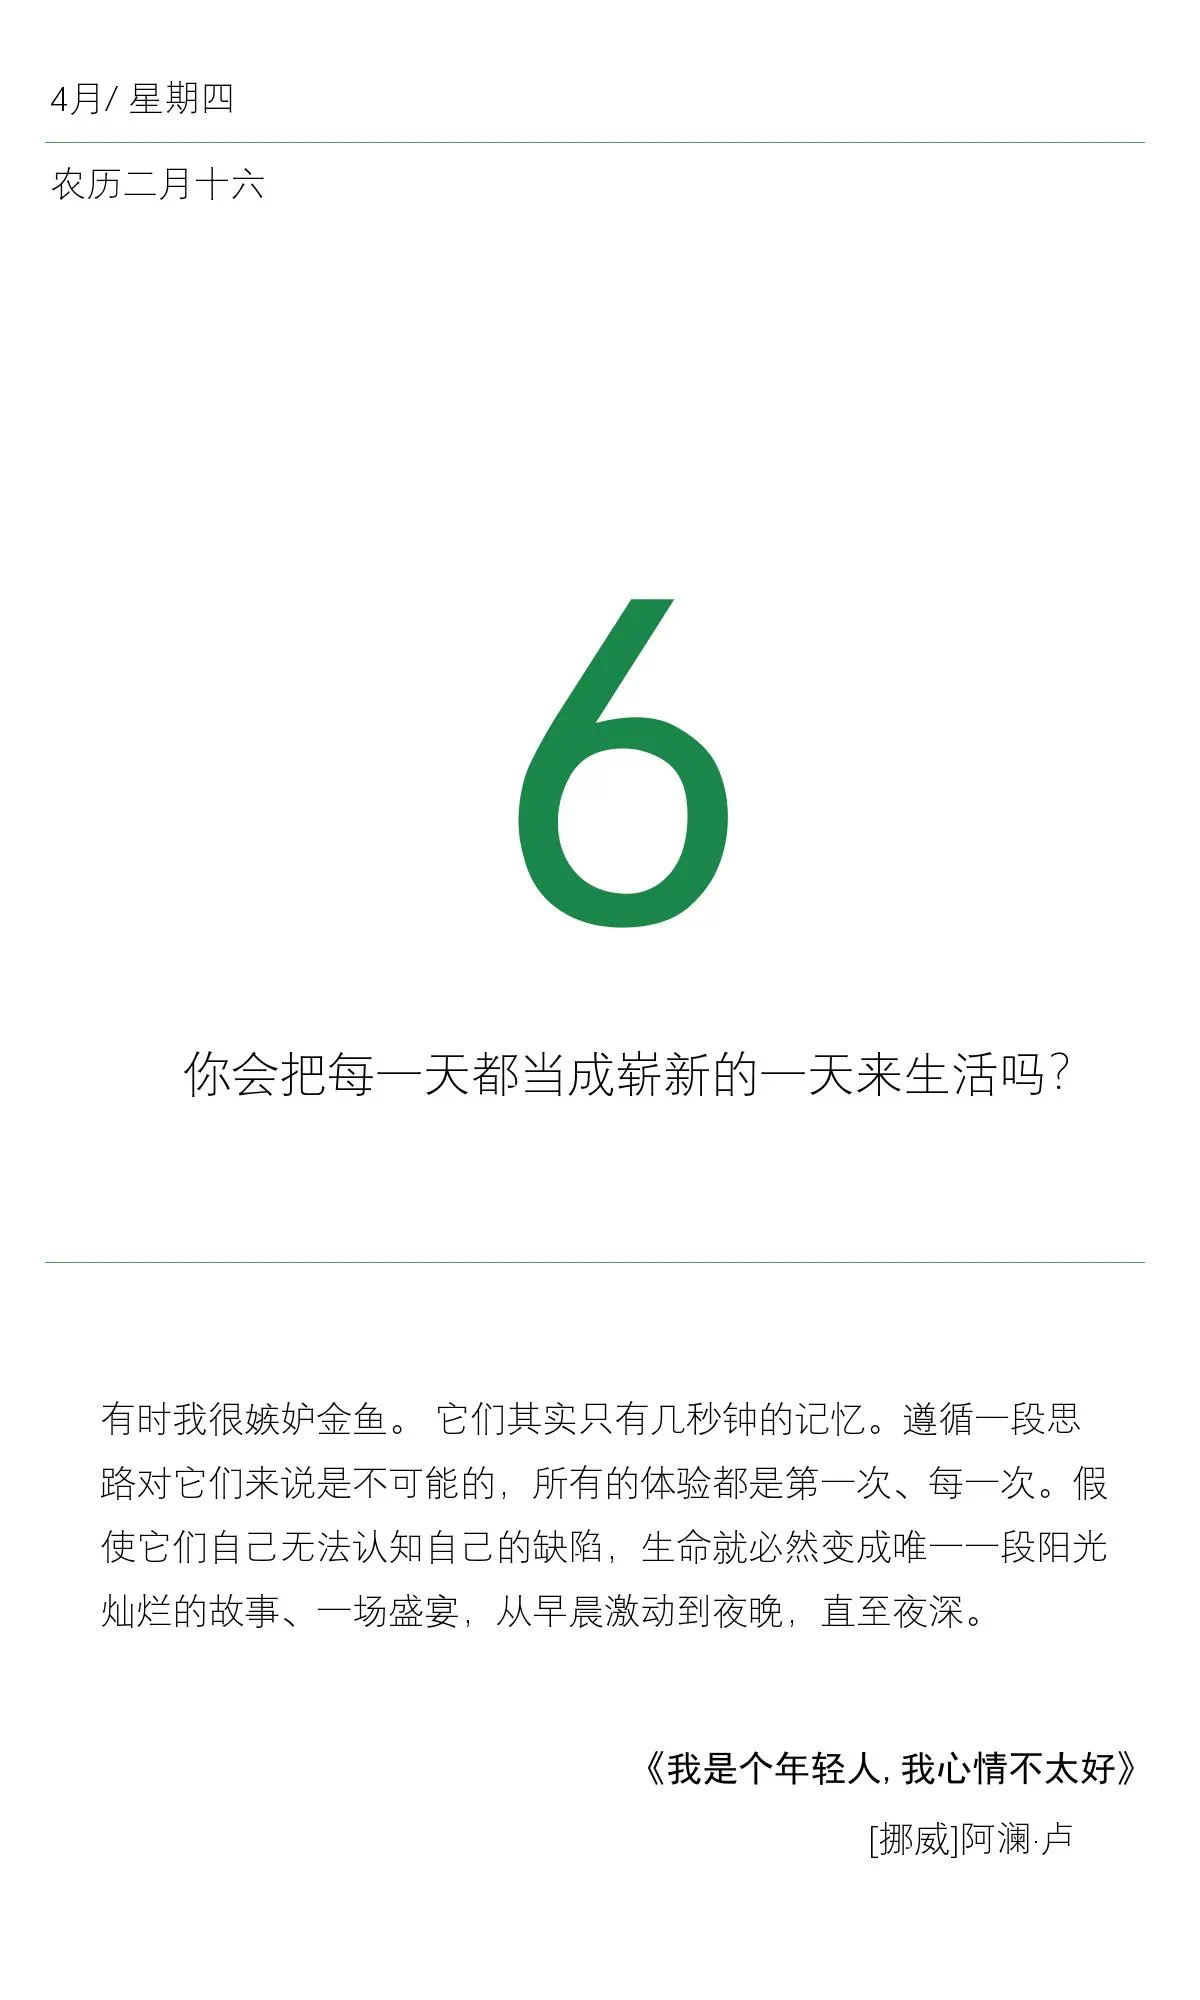 4月/ 星期四
农历二月十六
6
你会把每一天都当成崭新的一天来生活吗？
有时我很嫉妒金鱼。 它们其实只有几秒钟的记忆。遵循一段思
路对它们来说是不可能的，所有的体验都是第一次、每一次。假
使它们自己无法认知自己的缺陷，生命就必然变成唯一一段阳光
灿烂的故事、一场盛宴，从早晨激动到夜晚，直至夜深。
《我是个年轻人, 我心情不太好》
[挪威]阿澜·卢